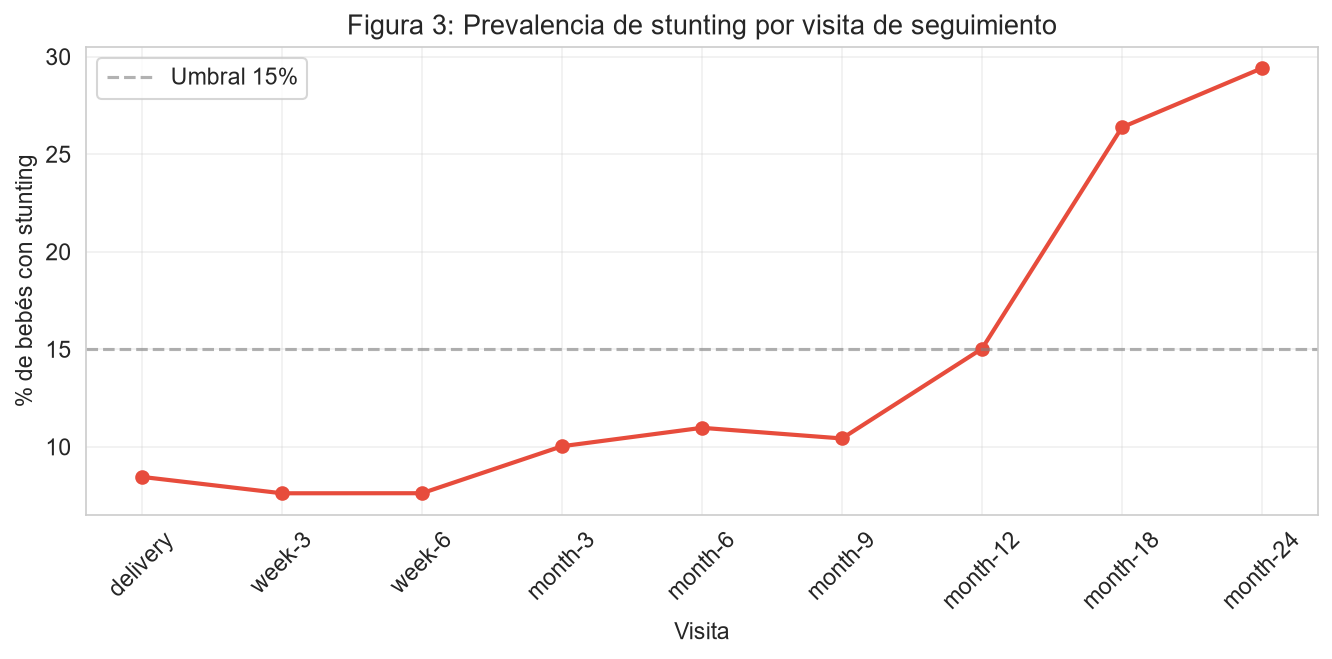 Figura 3: Prevalencia de stunting por visita de seguimiento
Umbral 15%
% de bebés con stunting
30
25
20
15
10
delivery
week-3
week-6
month-3
month-6
month-9
month-12
month-18
month-24
Visita